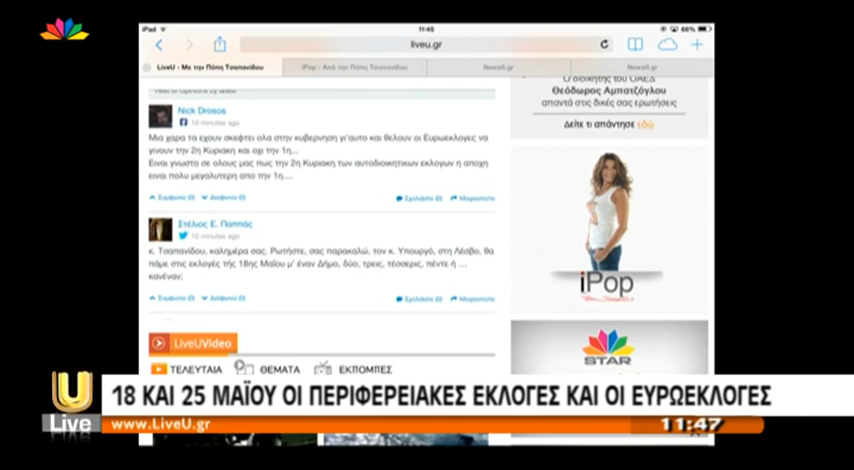 iPad
11:45
86%
liveu.gr
LiveU - Με την Πόπη Τσαπανίδου
iPop - Από την Πόπη Τσαπανίδου
Newsit.gr
Newsit.gr
Ο διοικητής του ΟΑΕΔ
Θεόδωρος Αμπατζόγλου
απαντά στις δικές σας ερωτήσεις
Δείτε τι απάντησε εδώ
Nick Drosos
10 minutes ago
Μια χαρα τα εχουν σκεφτει ολα στην κυβερνηση γι'αυτο και θελουν οι Ευρωεκλογες να
γινουν την 2η Κυριακη και οχι την 1η...
Ειναι γνωστο σε ολους μας πως την 2η Κυριακη των αυτοδιοικητικων εκλογων η αποχη
ειναι πολυ μεγαλυτερη απο την 1η....
Συμφωνώ (0) Διαφωνώ (0) Σχολιάστε (0) Μοιραστείτε
Στέλιος Ε. Παππάς
10 minutes ago
κ. Τσαπανίδου, καλημέρα σας. Ρωτήστε, σας παρακαλώ, τον κ. Υπουργό, στη Λέσβο, θα
πάμε στις εκλογές τής 18ης Μαΐου μ' έναν Δήμο, δύο, τρεις, τέσσερις, πέντε ή ....
κανέναν;
Συμφωνώ (0) Διαφωνώ (0) Σχολιάστε (0) Μοιραστείτε
iPop
LiveUVideo
ΤΕΛΕΥΤΑΙΑ ΘΕΜΑΤΑ ΕΚΠΟΜΠΕΣ
STAR
U
Live
18 ΚΑΙ 25 ΜΑΪΟΥ ΟΙ ΠΕΡΙΦΕΡΕΙΑΚΕΣ ΕΚΛΟΓΕΣ ΚΑΙ ΟΙ ΕΥΡΩΕΚΛΟΓΕΣ
www.LiveU.gr
11:47